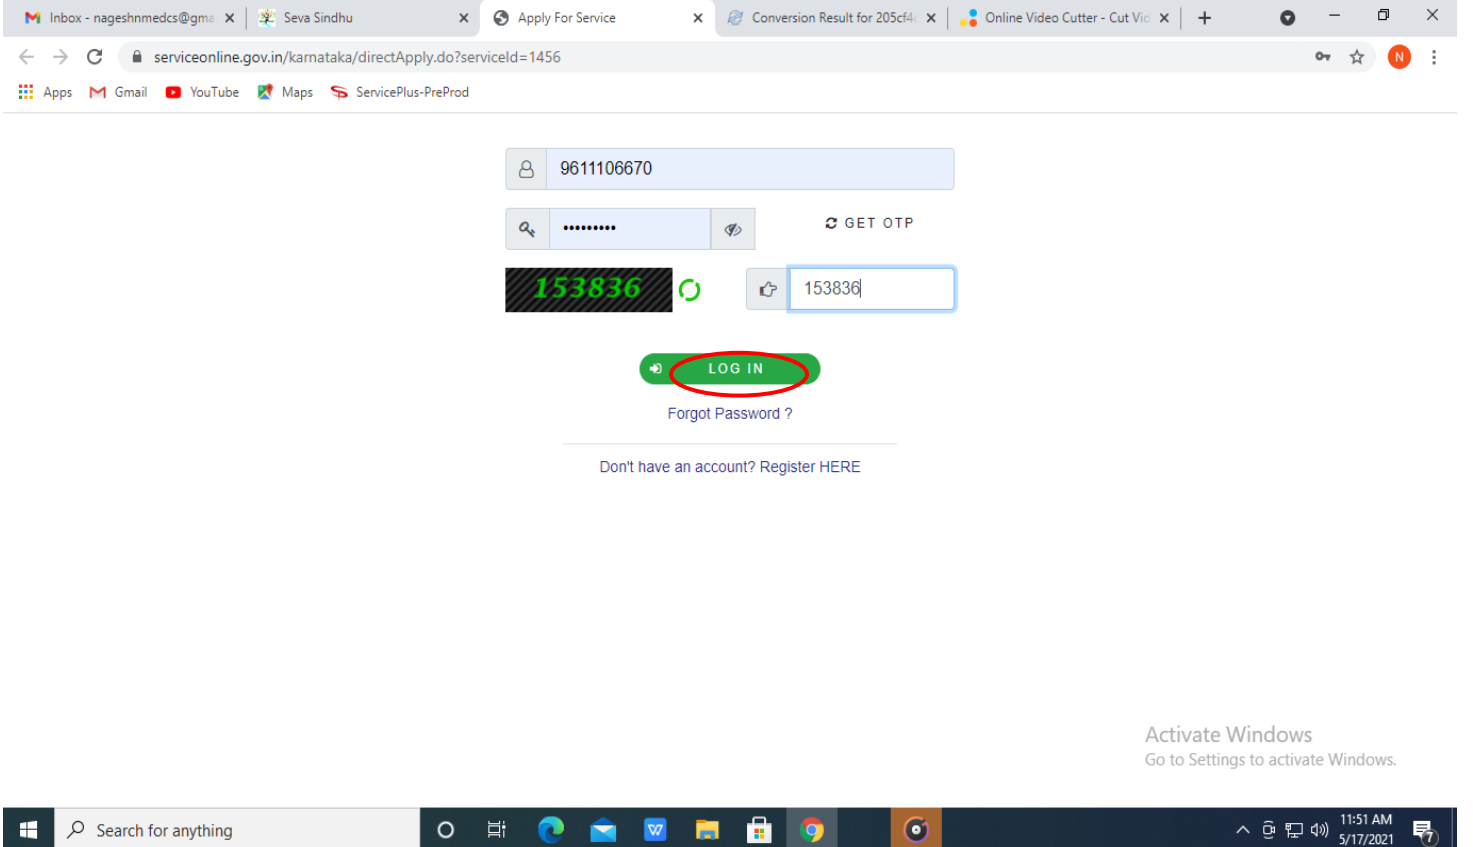 Inbox - nageshnmedcs@gma
Seva Sindhu
Apply For Service
Conversion Result for 205cf4
Online Video Cutter - Cut Vid
serviceonline.gov.in/karnataka/directApply.do?serviceId=1456
N
Apps
Gmail
YouTube
Maps
ServicePlus-PreProd
9611106670
•••••••••
GET OTP
153836
153836
LOG IN
Forgot Password ?
Don't have an account? Register HERE
Activate Windows
Go to Settings to activate Windows.
Search for anything
11:51 AM
5/17/2021
7